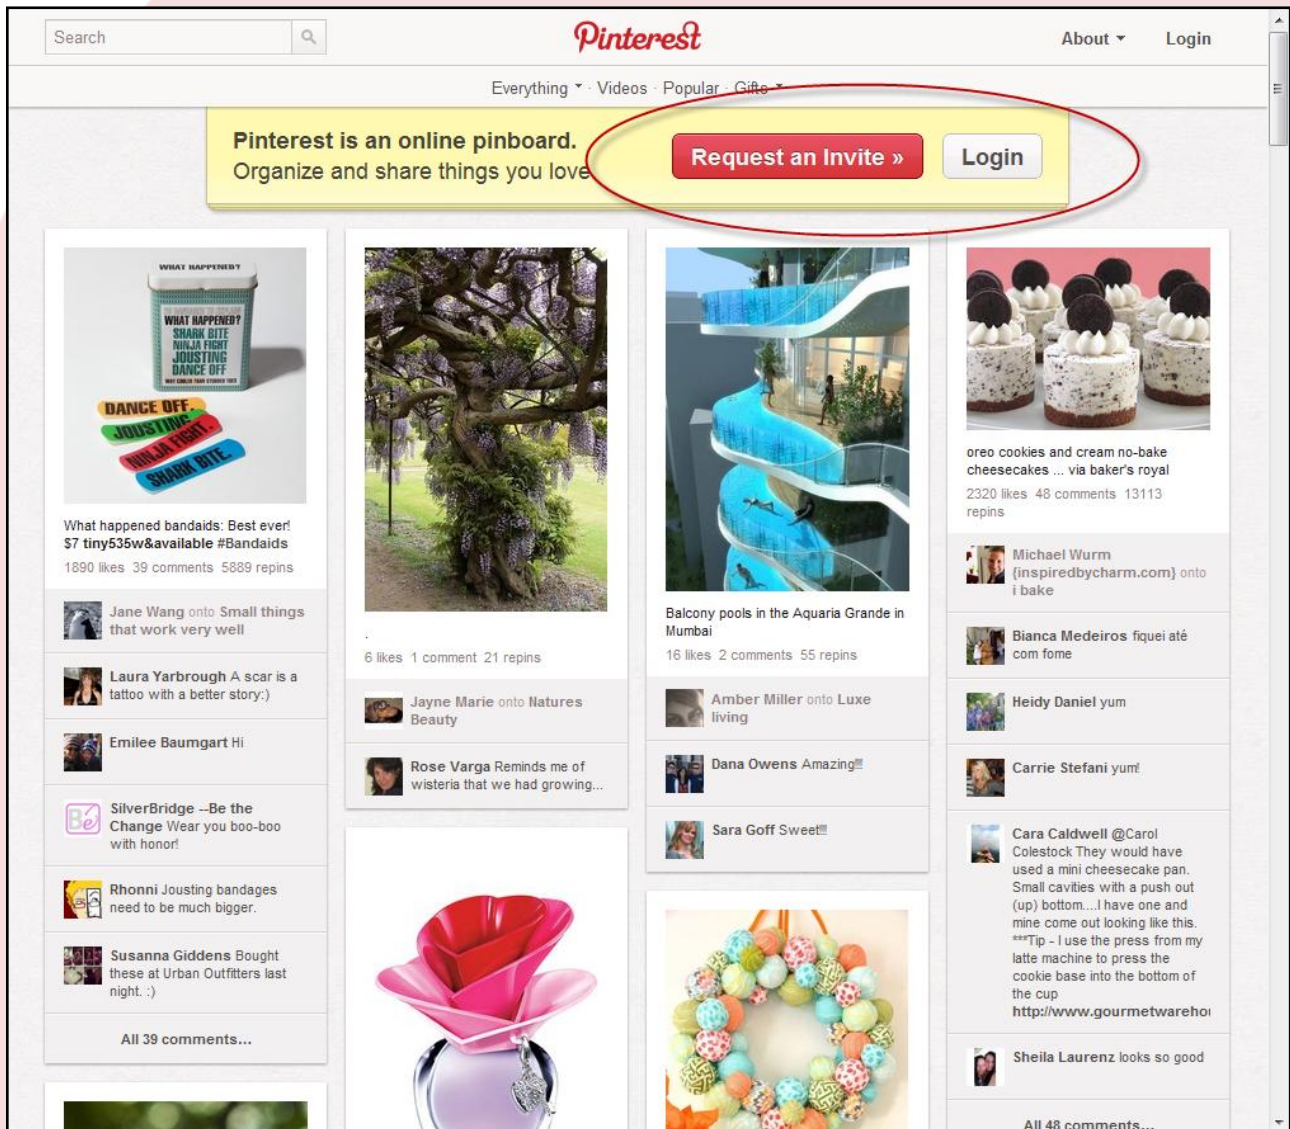 Search
Pinterest
About
Login
Everything · Videos · Popular · Gifts
Pinterest is an online pinboard.
Organize and share things you love
Request an Invite »
Login
WHAT HAPPENED?
WHAT HAPPENED?
SHARK BITE
NINJA FIGHT
JOUSTING
DANCE OFF
DANCE OFF.
JOUSTING.
NINJA FIGHT.
SHARK BITE.
What happened bandaids: Best ever!
$7 tiny535w&available #Bandaids
1890 likes 39 comments 5889 repins
Jane Wang onto Small things
that work very well
Laura Yarbrough A scar is a
tattoo with a better story:)
Emilee Baumgart Hi
Be
SilverBridge --Be the
Change Wear you boo-boo
with honor!
Rhonni Jousting bandages
need to be much bigger.
Susanna Giddens Bought
these at Urban Outfitters last
night. :)
All 39 comments...
.
6 likes 1 comment 21 repins
Jayne Marie onto Natures
Beauty
Rose Varga Reminds me of
wisteria that we had growing...
Balcony pools in the Aquaria Grande in
Mumbai
16 likes 2 comments 55 repins
Amber Miller onto Luxe
living
Dana Owens Amazing!!!
Sara Goff Sweet!!!
oreo cookies and cream no-bake
cheesecakes ... via baker's royal
2320 likes 48 comments 13113
repins
Michael Wurm
{inspiredbycharm.com} onto
i bake
Bianca Medeiros fiquei até
com fome
Heidy Daniel yum
Carrie Stefani yum!
Cara Caldwell @Carol
Colestock They would have
used a mini cheesecake pan.
Small cavities with a push out
(up) bottom....I have one and
mine come out looking like this.
***Tip - I use the press from my
latte machine to press the
cookie base into the bottom of
the cup
http://www.gourmetwarehou
Sheila Laurenz looks so good
All 48 comments...